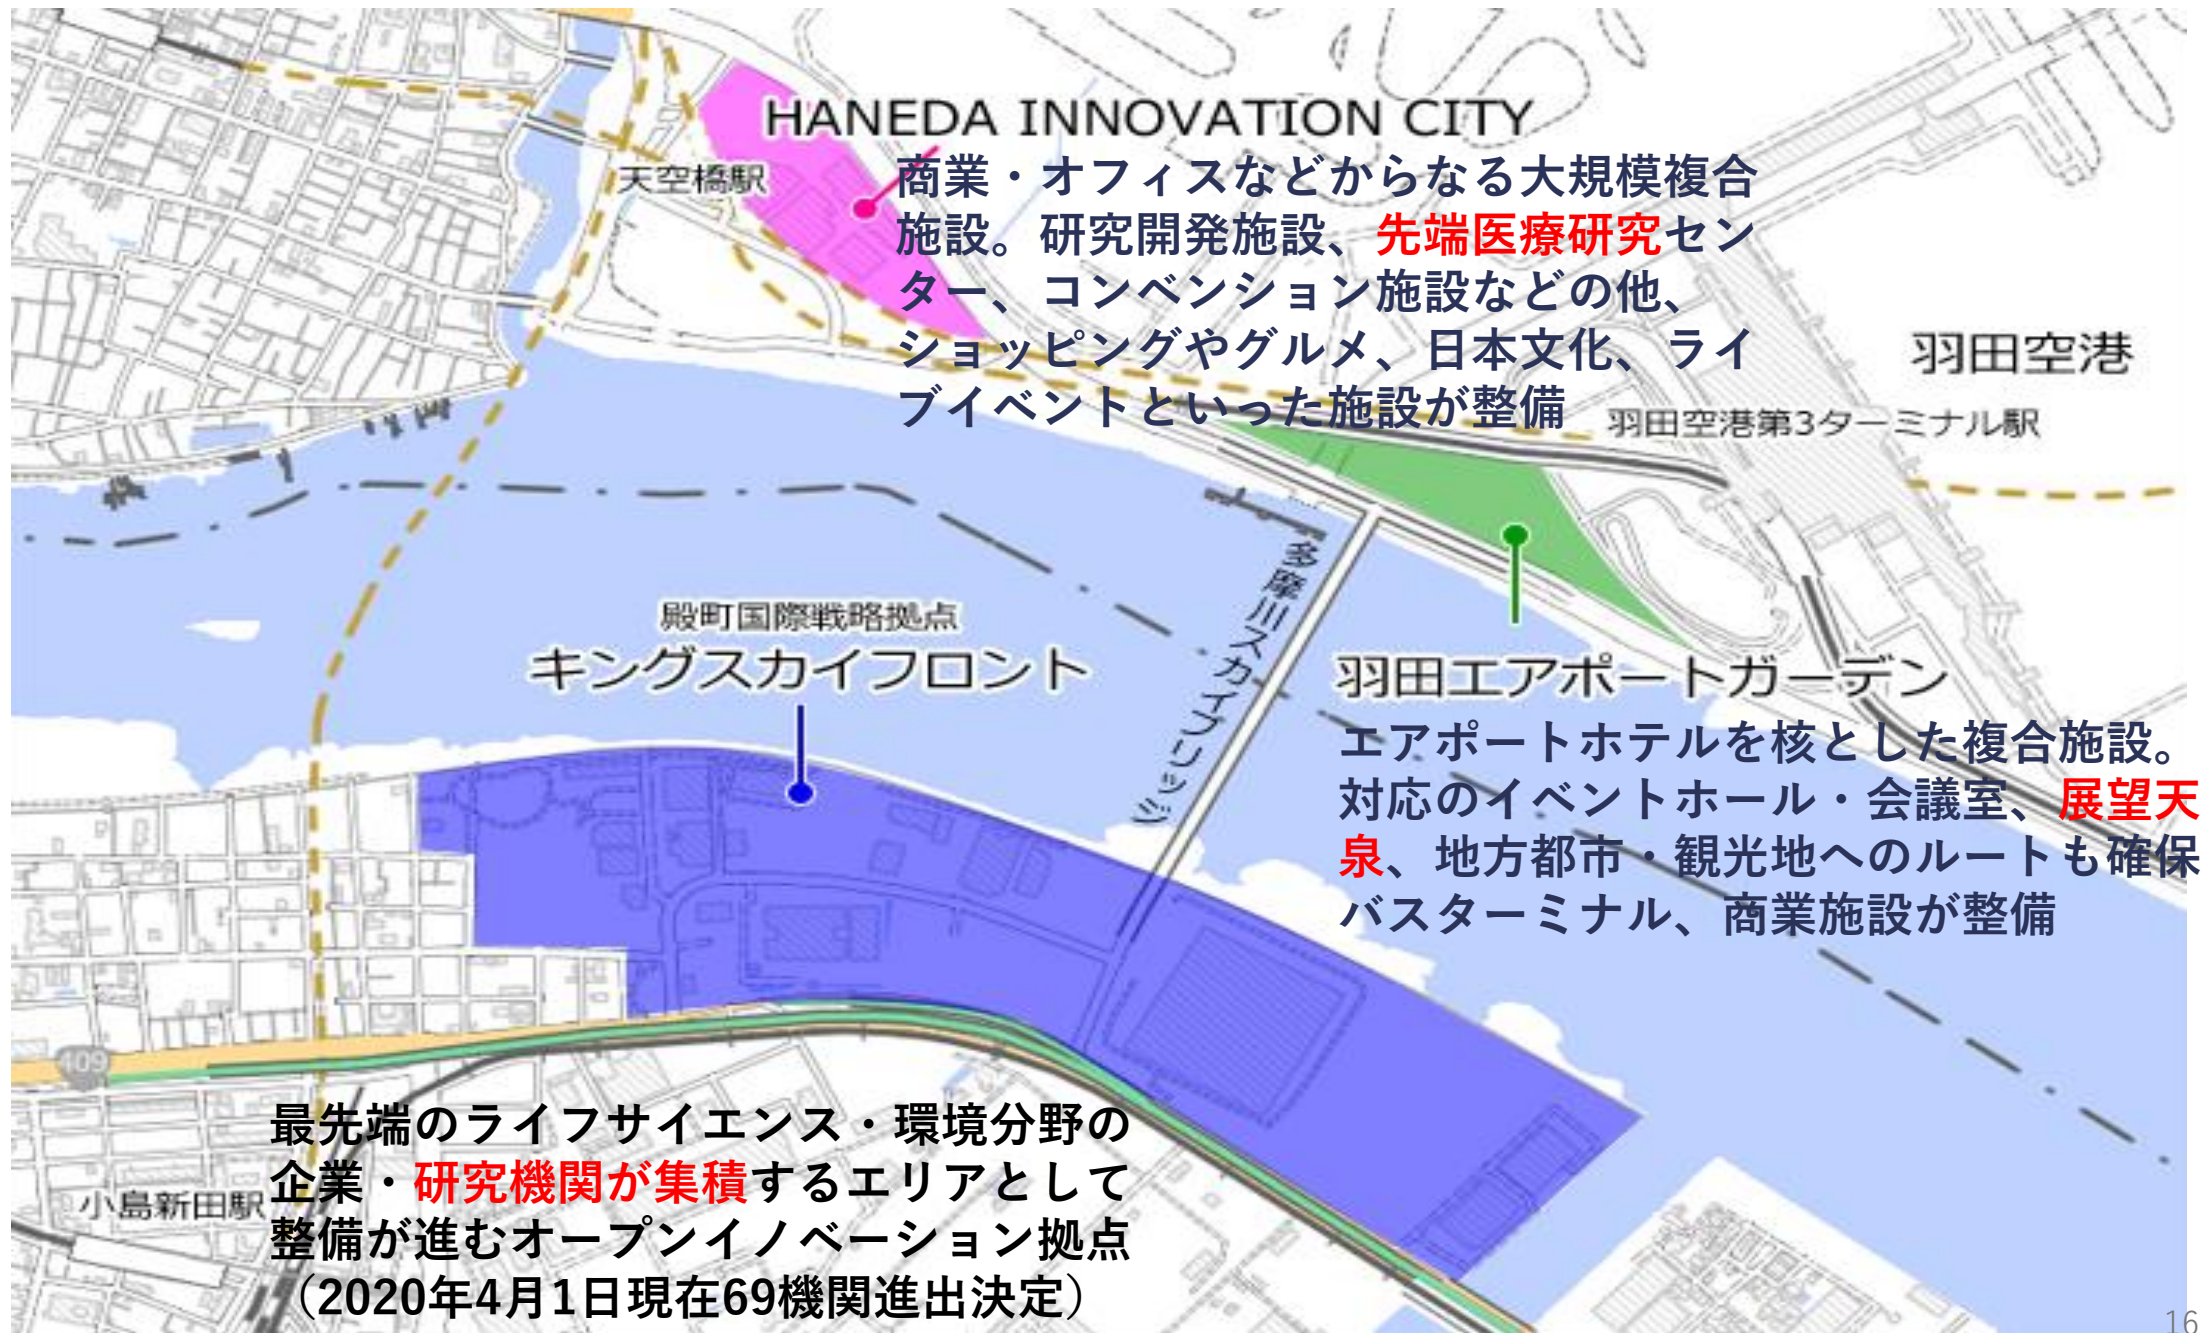 HANEDA INNOVATION CITY
商業・オフィスなどからなる大規模複合
施設。研究開発施設、先端医療研究セン
ター、コンベンション施設などの他、
ショッピングやグルメ、日本文化、ライ
ブイベントといった施設が整備
天空橋駅
羽田空港
羽田空港第3ターミナル駅
多摩川スカイブリッジ
殿町国際戦略拠点
キングスカイフロント
羽田エアポートガーデン
エアポートホテルを核とした複合施設。
対応のイベントホール・会議室、展望天
泉、地方都市・観光地へのルートも確保
バスターミナル、商業施設が整備
409
最先端のライフサイエンス・環境分野の
企業・研究機関が集積するエリアとして
整備が進むオープンイノベーション拠点
（2020年4月1日現在69機関進出決定）
小島新田駅
16